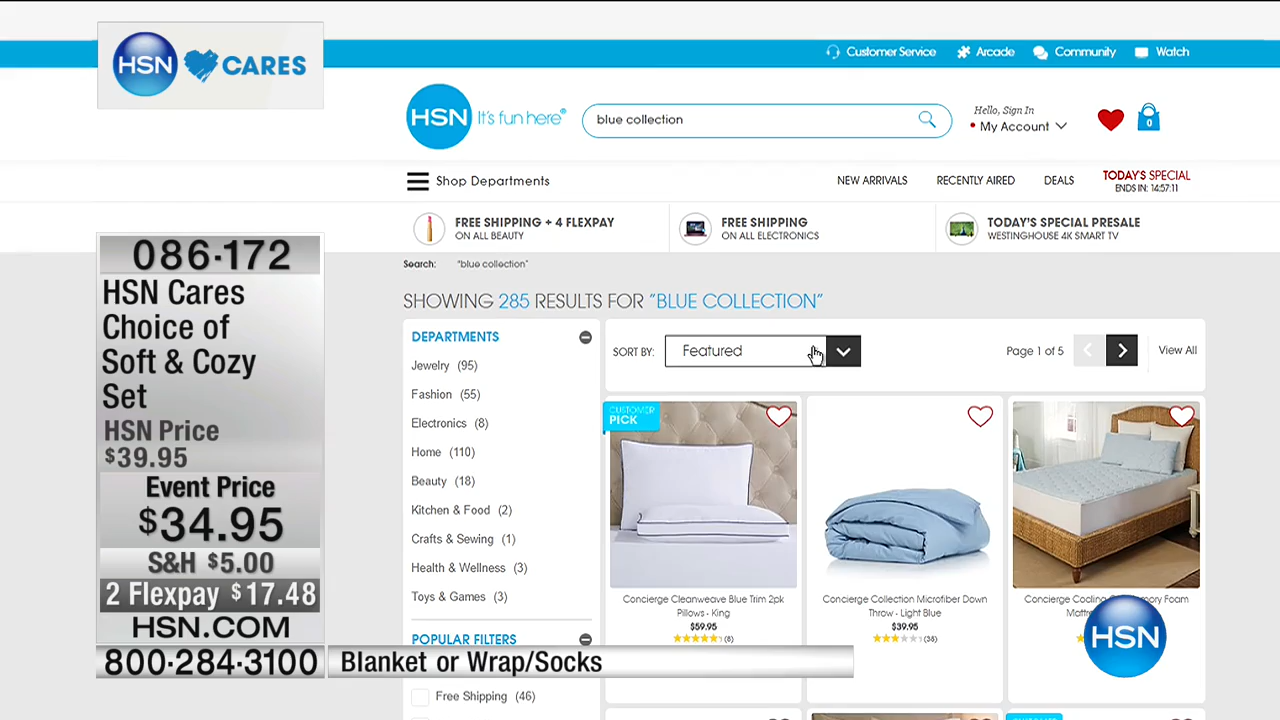 HSN CARES
Customer Service
Arcade
Community
Watch
HSN It's fun here®
blue collection
Hello, Sign In
My Account
0
Shop Departments
NEW ARRIVALS
RECENTLY AIRED
DEALS
TODAY'S SPECIAL
ENDS IN: 14:57:11
FREE SHIPPING + 4 FLEXPAY
ON ALL BEAUTY
FREE SHIPPING
ON ALL ELECTRONICS
TODAY'S SPECIAL PRESALE
WESTINGHOUSE 4K SMART TV
Search: "blue collection"
SHOWING 285 RESULTS FOR "BLUE COLLECTION"
DEPARTMENTS
Jewelry (95)
Fashion (55)
Electronics (8)
Home (110)
Beauty (18)
Kitchen & Food (2)
Crafts & Sewing (1)
Health & Wellness (3)
Toys & Games (3)
POPULAR FILTERS
Free Shipping (46)
SORT BY: Featured
Page 1 of 5
View All
CUSTOMER
PICK
Concierge Cleanweave Blue Trim 2pk
Pillows - King
$59.95
(8)
Concierge Collection Microfiber Down
Throw - Light Blue
$39.95
(38)
Concierge Cooling Foam
HSN
086-172
HSN Cares
Choice of
Soft & Cozy
Set
HSN Price
$39.95
Event Price
$34.95
S&H $5.00
2 Flexpay $17.48
HSN.COM
800-284-3100
Blanket or Wrap/Socks